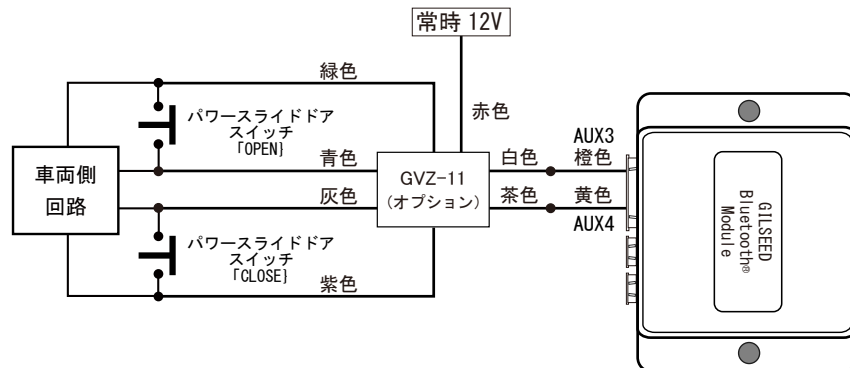 常時 12V
緑色
赤色
パワースライドドア
スイッチ
「OPEN}
AUX3
青色
白色
橙色
車両側
回路
GVZ-11
(オプション)
灰色
茶色
黄色
AUX4
パワースライドドア
スイッチ
「CLOSE}
紫色
GILSEED
Bluetooth®
Module